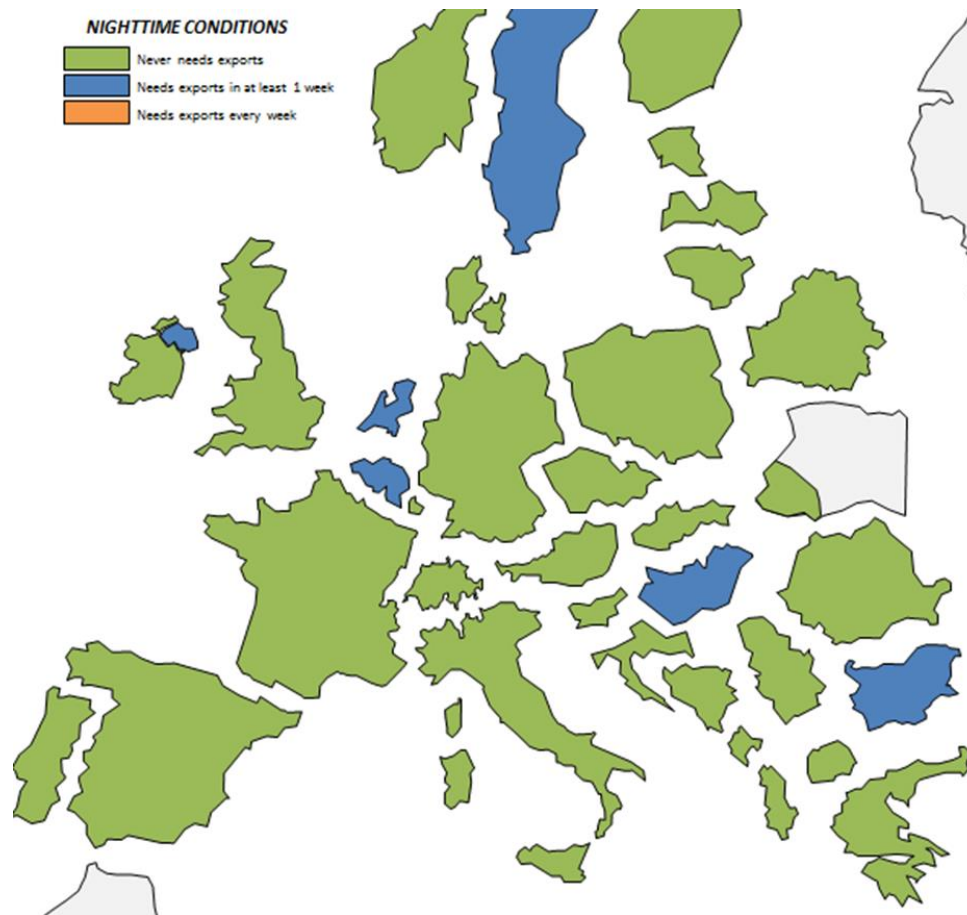 NIGHTTIME CONDITIONS
Never needs exports
Needs exports in at least 1 week
Needs exports every week